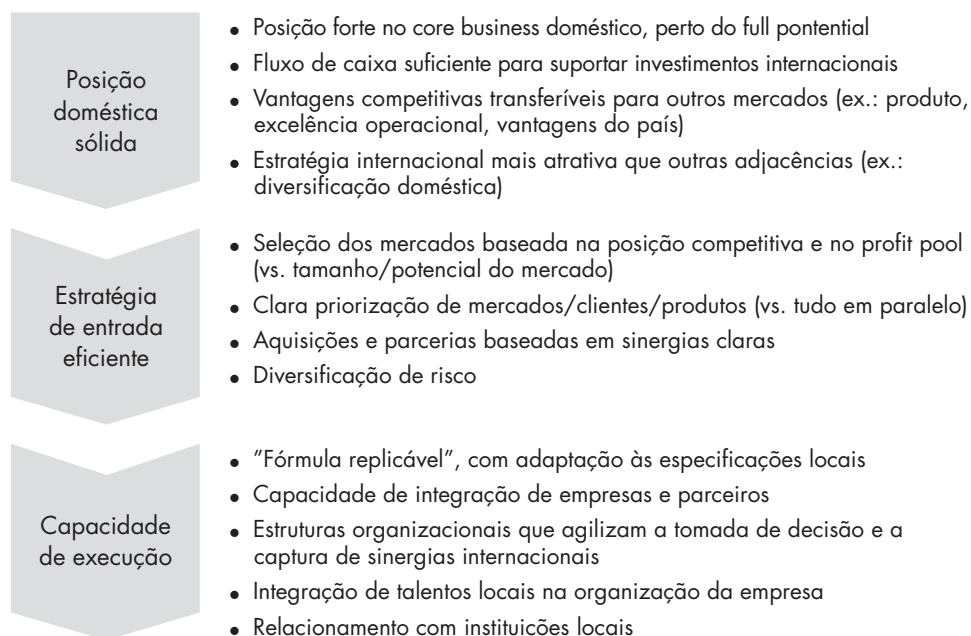 Posição
doméstica
sólida
• Posição forte no core business doméstico, perto do full pontential
• Fluxo de caixa suficiente para suportar investimentos internacionais
• Vantagens competitivas transferíveis para outros mercados (ex.: produto,
excelência operacional, vantagens do país)
• Estratégia internacional mais atrativa que outras adjacências (ex.:
diversificação doméstica)
Estratégia
de entrada
eficiente
• Seleção dos mercados baseada na posição competitiva e no profit pool
(vs. tamanho/potencial do mercado)
• Clara priorização de mercados/clientes/produtos (vs. tudo em paralelo)
• Aquisições e parcerias baseadas em sinergias claras
• Diversificação de risco
Capacidade
de execução
• "Fórmula replicável", com adaptação às especificações locais
• Capacidade de integração de empresas e parceiros
• Estruturas organizacionais que agilizam a tomada de decisão e a
captura de sinergias internacionais
• Integração de talentos locais na organização da empresa
• Relacionamento com instituições locais